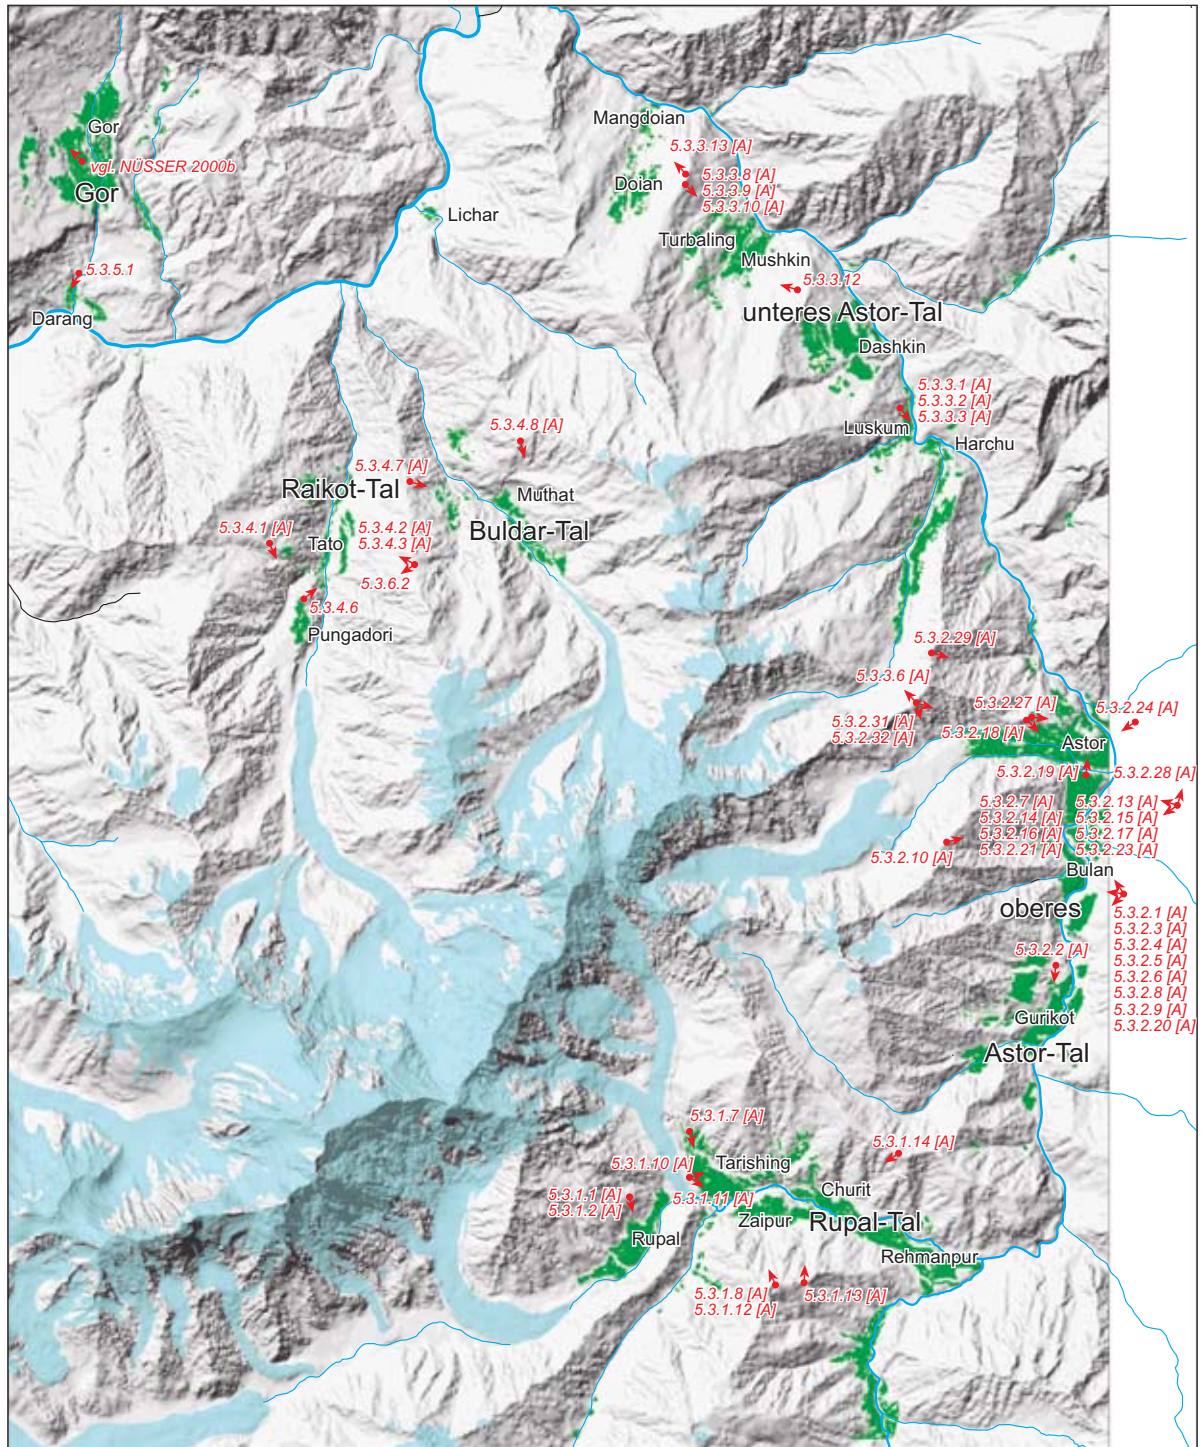 Gor
vgl. NÜSSER 2000b
Gor
5.3.5.1
Darang
Lichar
Mangdoian
5.3.3.13 [A]
Doian
5.3.3.8 [A]
5.3.3.9 [A]
5.3.3.10 [A]
Turbaling
Mushkin
5.3.3.12
unteres Astor-Tal
Dashkin
5.3.3.1 [A]
5.3.3.2 [A]
5.3.3.3 [A]
Luskum
Harchu
5.3.4.8 [A]
5.3.4.7 [A]
Raikot-Tal
Muthat
Buldar-Tal
5.3.4.1 [A]
Tato
5.3.4.2 [A]
5.3.4.3 [A]
5.3.6.2
5.3.4.6
Pungadori
5.3.2.29 [A]
5.3.3.6 [A]
5.3.2.31 [A]
5.3.2.32 [A]
5.3.2.27 [A]
5.3.2.18 [A]
5.3.2.24 [A]
Astor
5.3.2.19 [A]
5.3.2.28 [A]
5.3.2.7 [A]
5.3.2.14 [A]
5.3.2.16 [A]
5.3.2.21 [A]
5.3.2.13 [A]
5.3.2.15 [A]
5.3.2.17 [A]
5.3.2.23 [A]
5.3.2.10 [A]
Bulan
oberes
5.3.2.1 [A]
5.3.2.3 [A]
5.3.2.4 [A]
5.3.2.5 [A]
5.3.2.6 [A]
5.3.2.8 [A]
5.3.2.9 [A]
5.3.2.20 [A]
5.3.2.2 [A]
Gurikot
Astor-Tal
5.3.1.7 [A]
5.3.1.14 [A]
5.3.1.10 [A]
Tarishing
5.3.1.1 [A]
5.3.1.2 [A]
5.3.1.11 [A]
Churit
Zaipur
Rupal Tal
Rupal
Rehmanpur
5.3.1.8 [A]
5.3.1.12 [A]
5.3.1.13 [A]